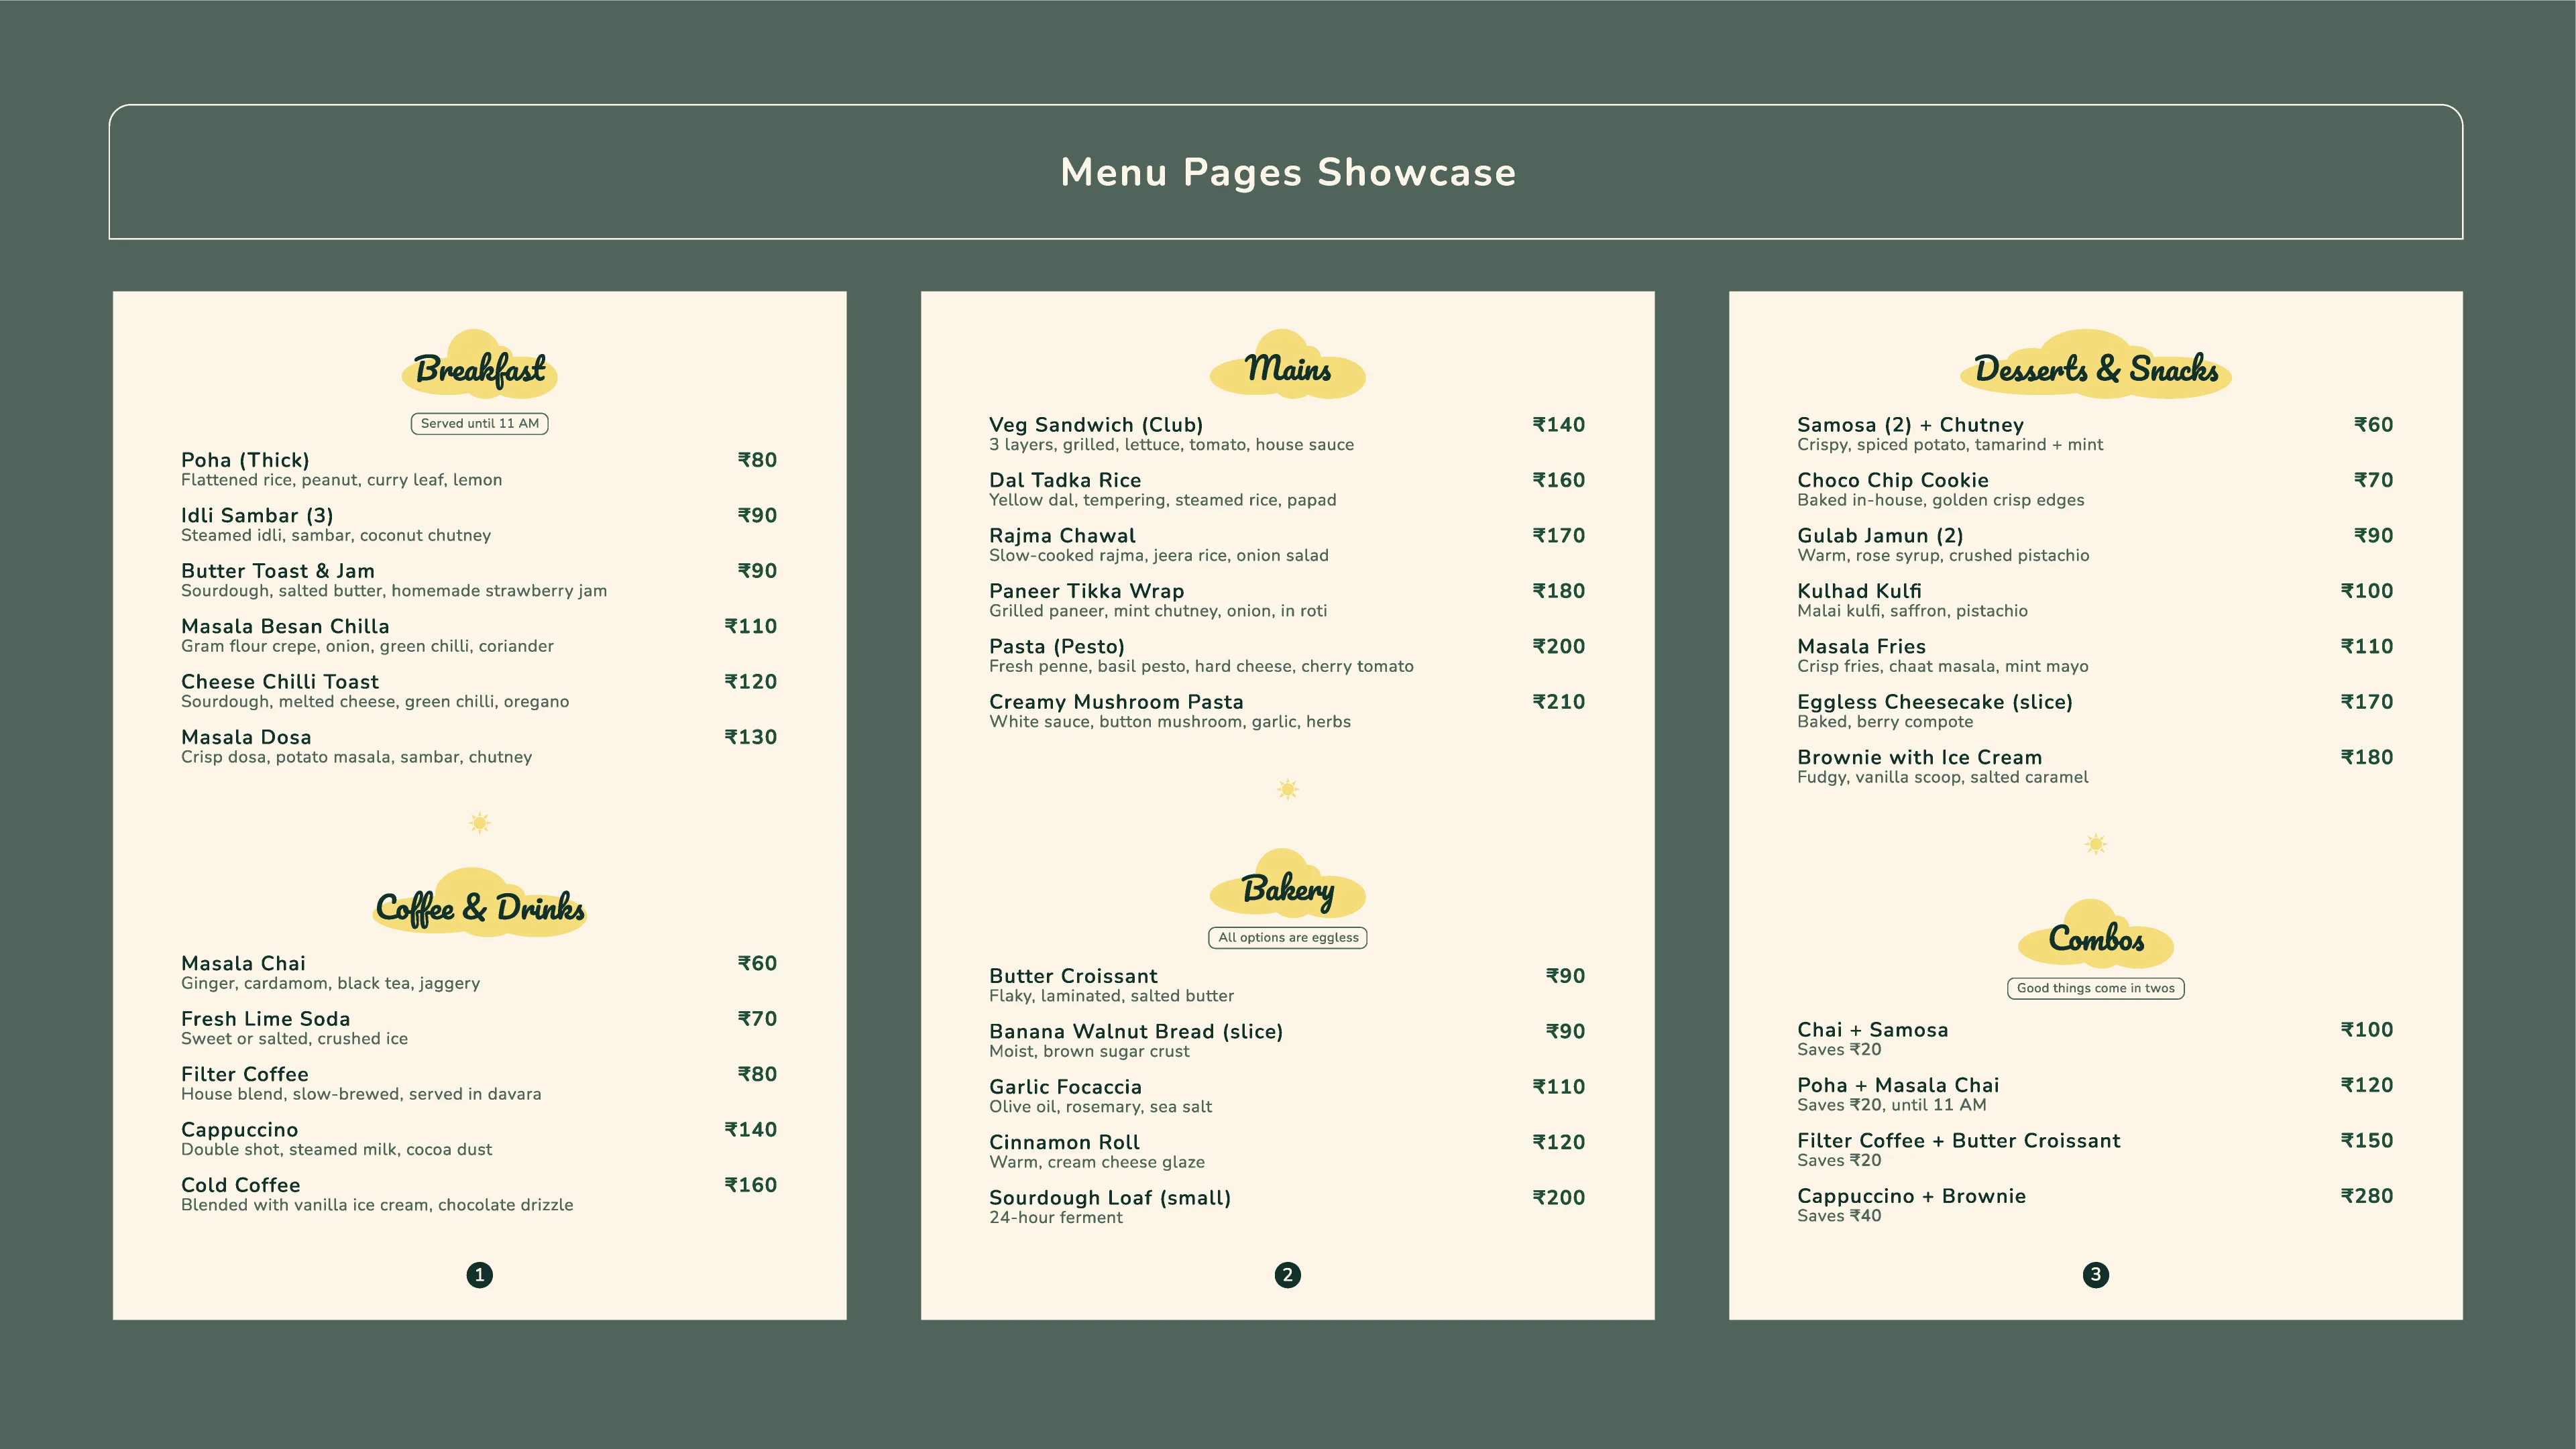 Menu Pages Showcase
Breakfast
Served until 11 AM
Poha (Thick) ₹80
Flattened rice, peanut, curry leaf, lemon
Idli Sambar (3) ₹90
Steamed idli, sambar, coconut chutney
Butter Toast & Jam ₹90
Sourdough, salted butter, homemade strawberry jam
Masala Besan Chilla ₹110
Gram flour crepe, onion, green chilli, coriander
Cheese Chilli Toast ₹120
Sourdough, melted cheese, green chilli, oregano
Masala Dosa ₹130
Crisp dosa, potato masala, sambar, chutney
Coffee & Drinks
Masala Chai ₹60
Ginger, cardamom, black tea, jaggery
Fresh Lime Soda ₹70
Sweet or salted, crushed ice
Filter Coffee ₹80
House blend, slow-brewed, served in davara
Cappuccino ₹140
Double shot, steamed milk, cocoa dust
Cold Coffee ₹160
Blended with vanilla ice cream, chocolate drizzle
1
Mains
Veg Sandwich (Club) ₹140
3 layers, grilled, lettuce, tomato, house sauce
Dal Tadka Rice ₹160
Yellow dal, tempering, steamed rice, papad
Rajma Chawal ₹170
Slow-cooked rajma, jeera rice, onion salad
Paneer Tikka Wrap ₹180
Grilled paneer, mint chutney, onion, in roti
Pasta (Pesto) ₹200
Fresh penne, basil pesto, hard cheese, cherry tomato
Creamy Mushroom Pasta ₹210
White sauce, button mushroom, garlic, herbs
Bakery
All options are eggless
Butter Croissant ₹90
Flaky, laminated, salted butter
Banana Walnut Bread (slice) ₹90
Moist, brown sugar crust
Garlic Focaccia ₹110
Olive oil, rosemary, sea salt
Cinnamon Roll ₹120
Warm, cream cheese glaze
Sourdough Loaf (small) ₹200
24-hour ferment
2
Desserts & Snacks
Samosa (2) + Chutney ₹60
Crispy, spiced potato, tamarind + mint
Choco Chip Cookie ₹70
Baked in-house, golden crisp edges
Gulab Jamun (2) ₹90
Warm, rose syrup, crushed pistachio
Kulhad Kulfi ₹100
Malai kulfi, saffron, pistachio
Masala Fries ₹110
Crisp fries, chaat masala, mint mayo
Eggless Cheesecake (slice) ₹170
Baked, berry compote
Brownie with Ice Cream ₹180
Fudgy, vanilla scoop, salted caramel
Combos
Good things come in twos
Chai + Samosa ₹100
Saves ₹20
Poha + Masala Chai ₹120
Saves ₹20, until 11 AM
Filter Coffee + Butter Croissant ₹150
Saves ₹20
Cappuccino + Brownie ₹280
Saves ₹40
3